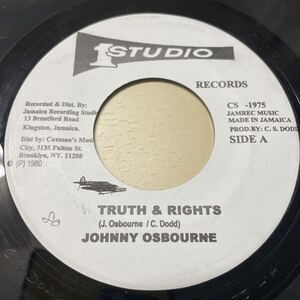 1 STUDIO
RECORDS
Recorded & Dist. By:
Jamaica Recording Studio
13 Brentford Road
Kingston, Jamaica.
Dist by: Coxsone's Music
City, 3135 Fulton St.
Brooklyn, NY. 11208
(P) 1980
CS -1975
JAMREC MUSIC
MADE IN JAMAICA
PROD.BY: C. S. DODD
SIDE A
TRUTH & RIGHTS
(J. Osbourne / C. Dodd)
JOHNNY OSBOURNE